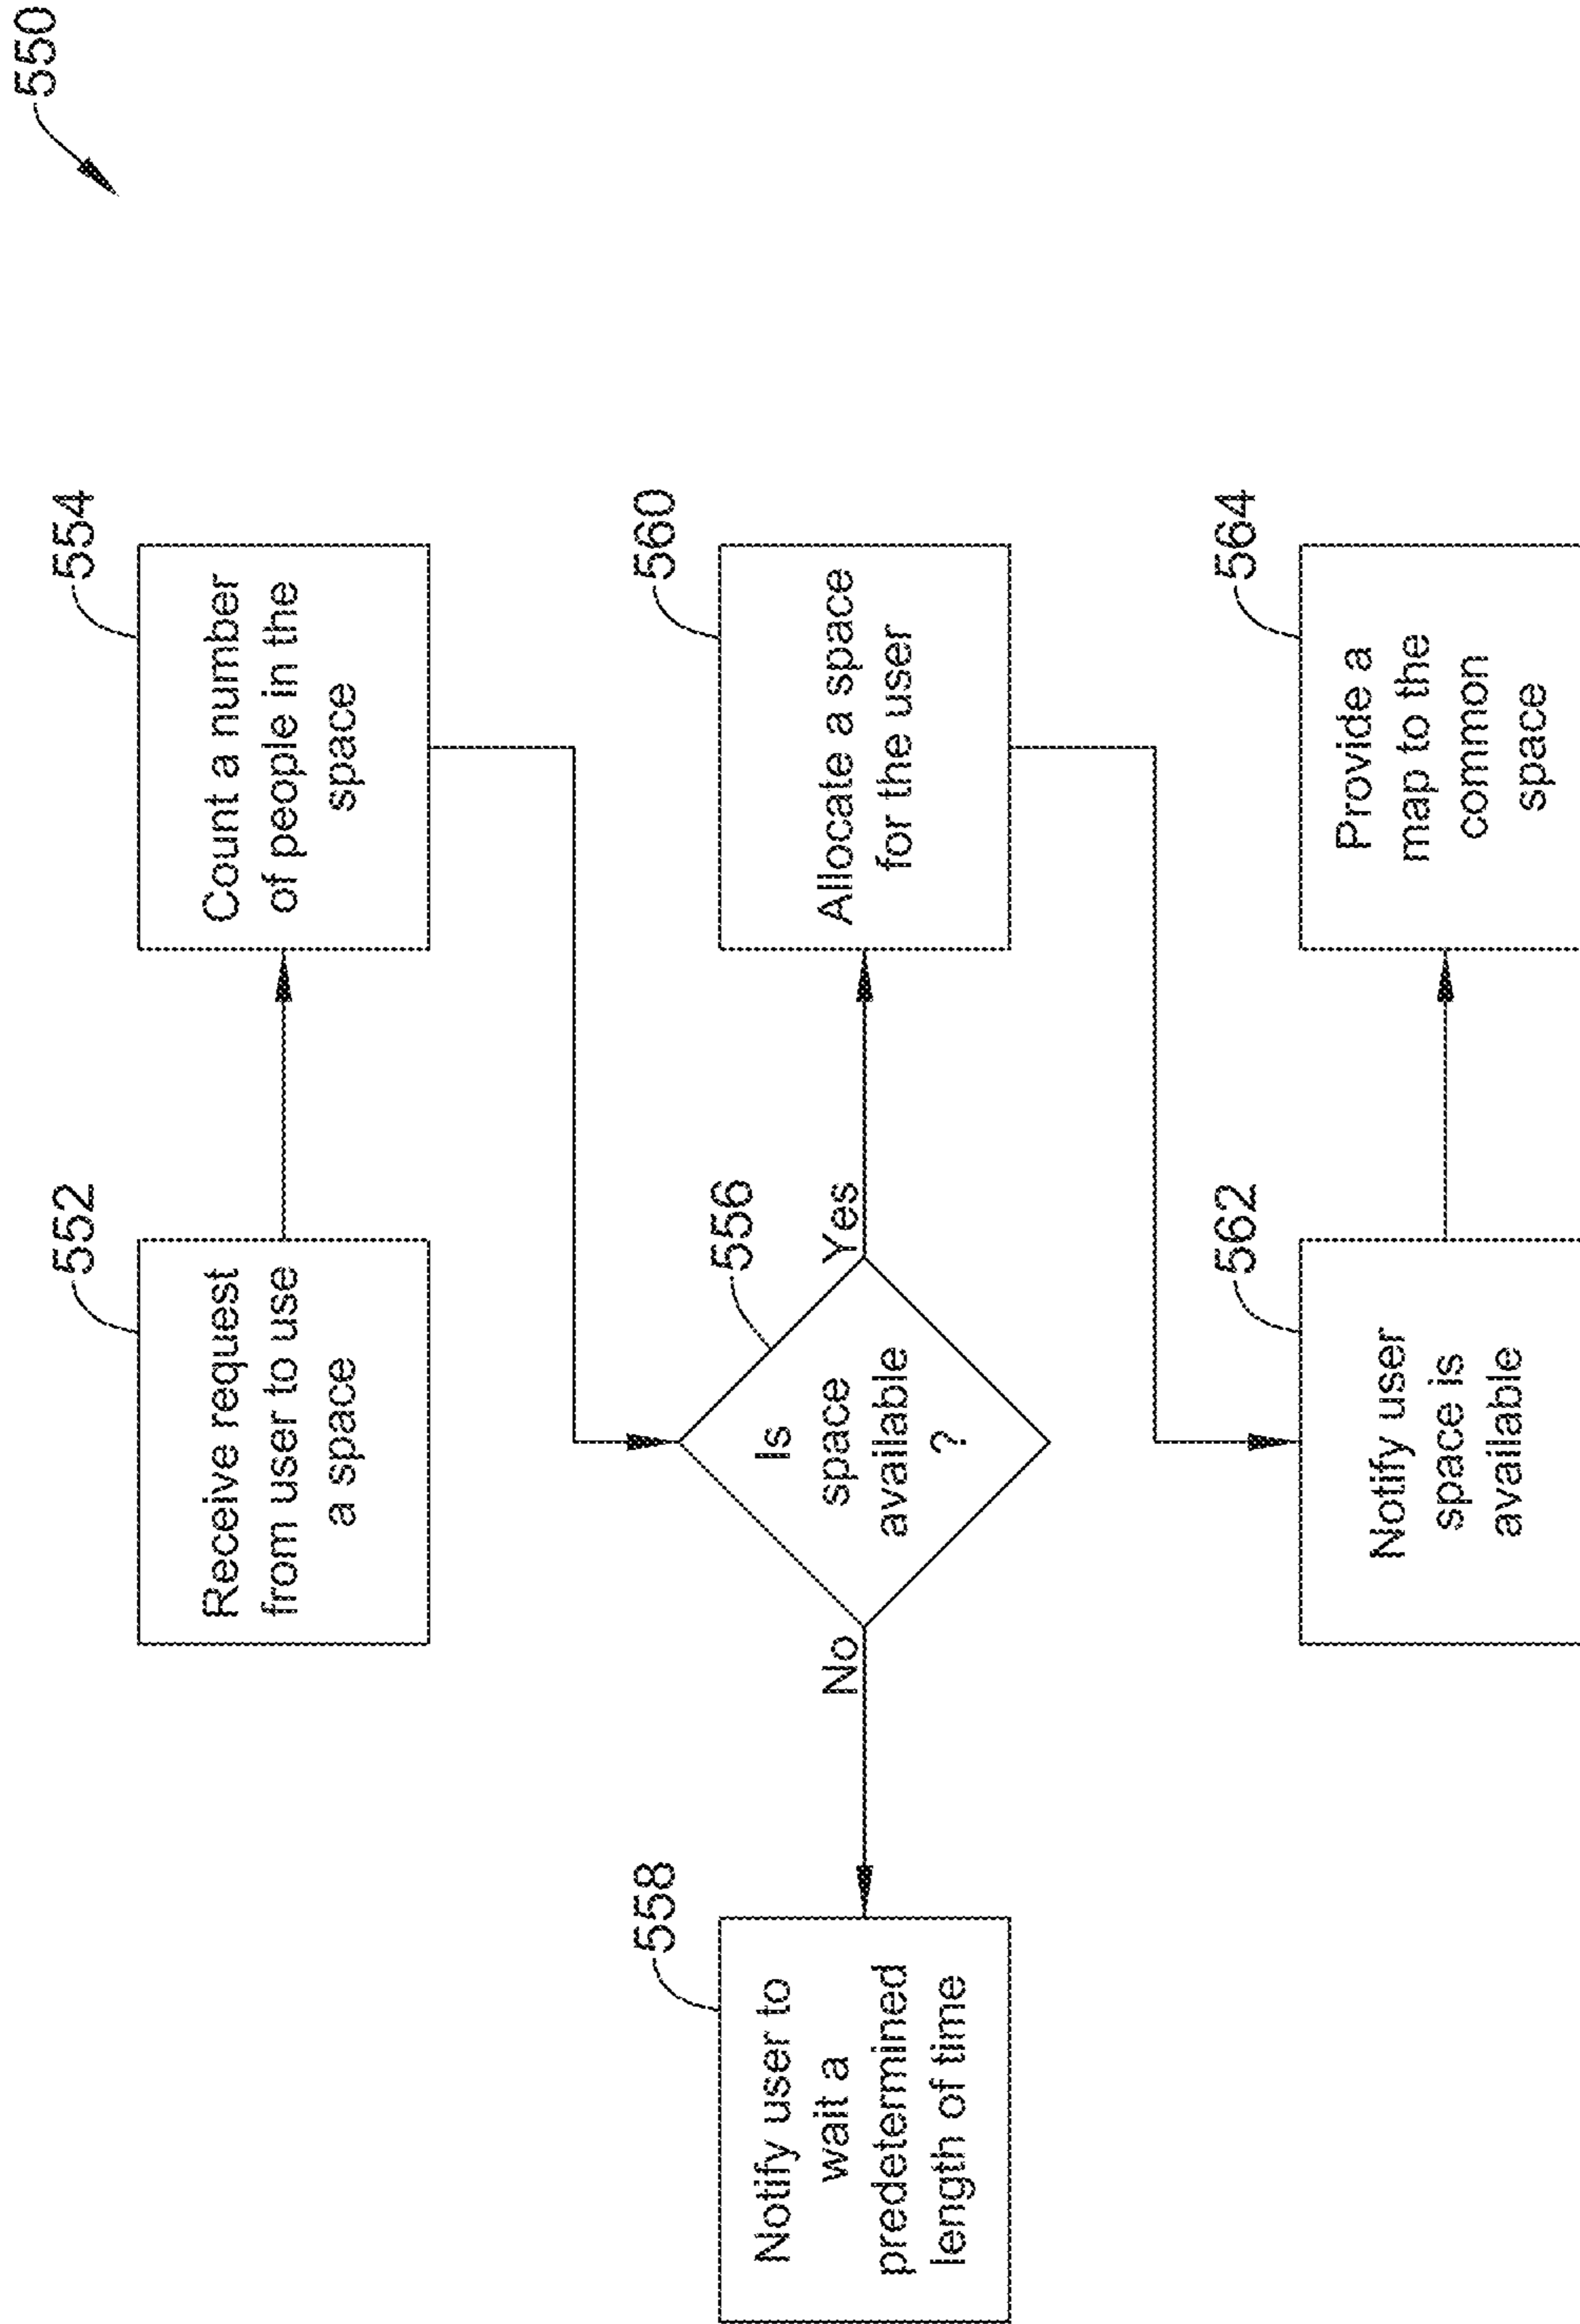 550
552
Receive request
from user to use
a space
554
Count a number
of people in the
space
556
Is
space
available
?
No
Yes
558
Notify user to
wait a
predetermined
length of time
560
Allocate a space
for the user
562
Notify user
space is
available
564
Provide a
map to the
common
space